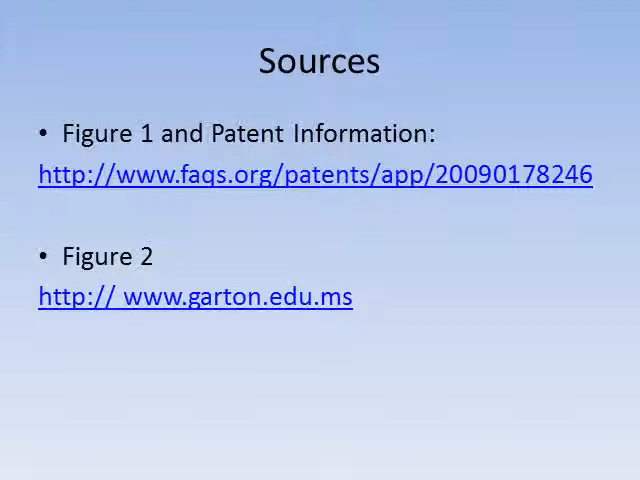 Sources
• Figure 1 and Patent Information:
http://www.faqs.org/patents/app/20090178246
• Figure 2
http:// www.garton.edu.ms